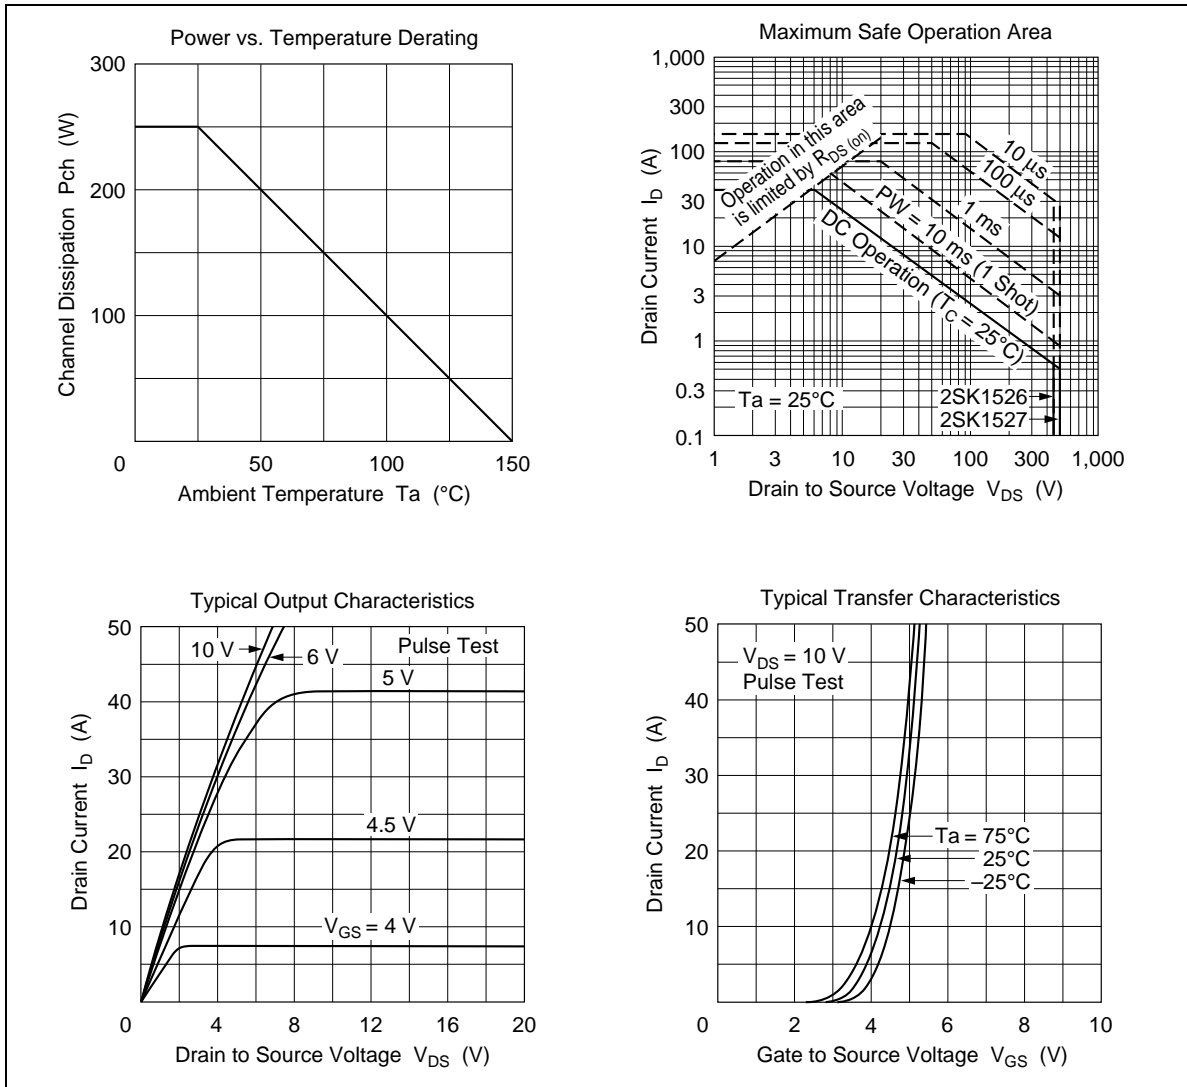 Power vs. Temperature Derating
300
200
100
0
50
100
150
Channel Dissipation Pch (W)
Ambient Temperature Ta (°C)
Maximum Safe Operation Area
1,000
300
100
30
10
3
1
0.3
0.1
1
3
10
30
100
300
1,000
Drain Current ID (A)
Drain to Source Voltage VDS (V)
Operation in this area
is limited by RDS (on)
10 µs
100 µs
1 ms
PW = 10 ms (1 Shot)
DC Operation (TC = 25°C)
Ta = 25°C
2SK1526
2SK1527
Typical Output Characteristics
50
40
30
20
10
0
4
8
12
16
20
Drain Current ID (A)
Drain to Source Voltage VDS (V)
10 V
6 V
Pulse Test
5 V
4.5 V
VGS = 4 V
Typical Transfer Characteristics
50
40
30
20
10
0
2
4
6
8
10
Drain Current ID (A)
Gate to Source Voltage VGS (V)
VDS = 10 V
Pulse Test
Ta = 75°C
25°C
–25°C